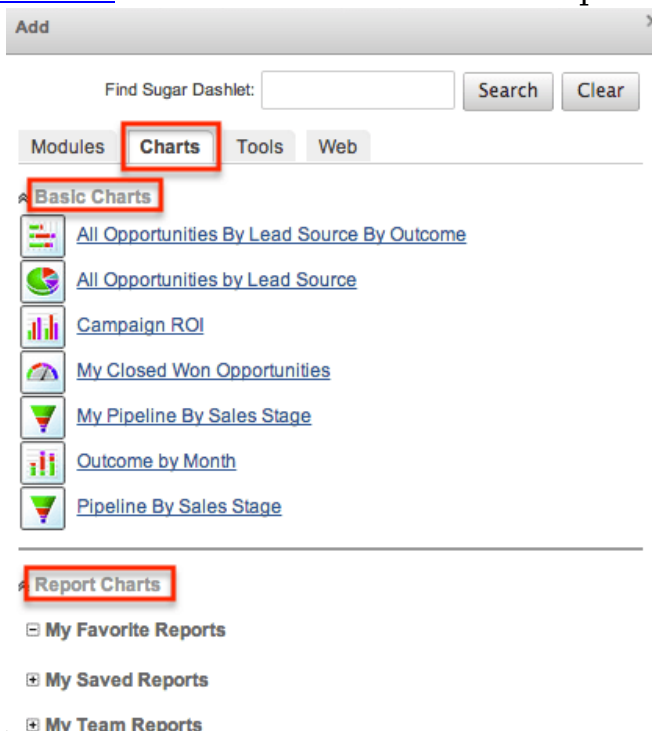 Add
Find Sugar Dashlet: Search Clear
Modules Charts Tools Web
Basic Charts
All Opportunities By Lead Source By Outcome
All Opportunities by Lead Source
Campaign ROI
My Closed Won Opportunities
My Pipeline By Sales Stage
Outcome by Month
Pipeline By Sales Stage
Report Charts
My Favorite Reports
My Saved Reports
My Team Reports